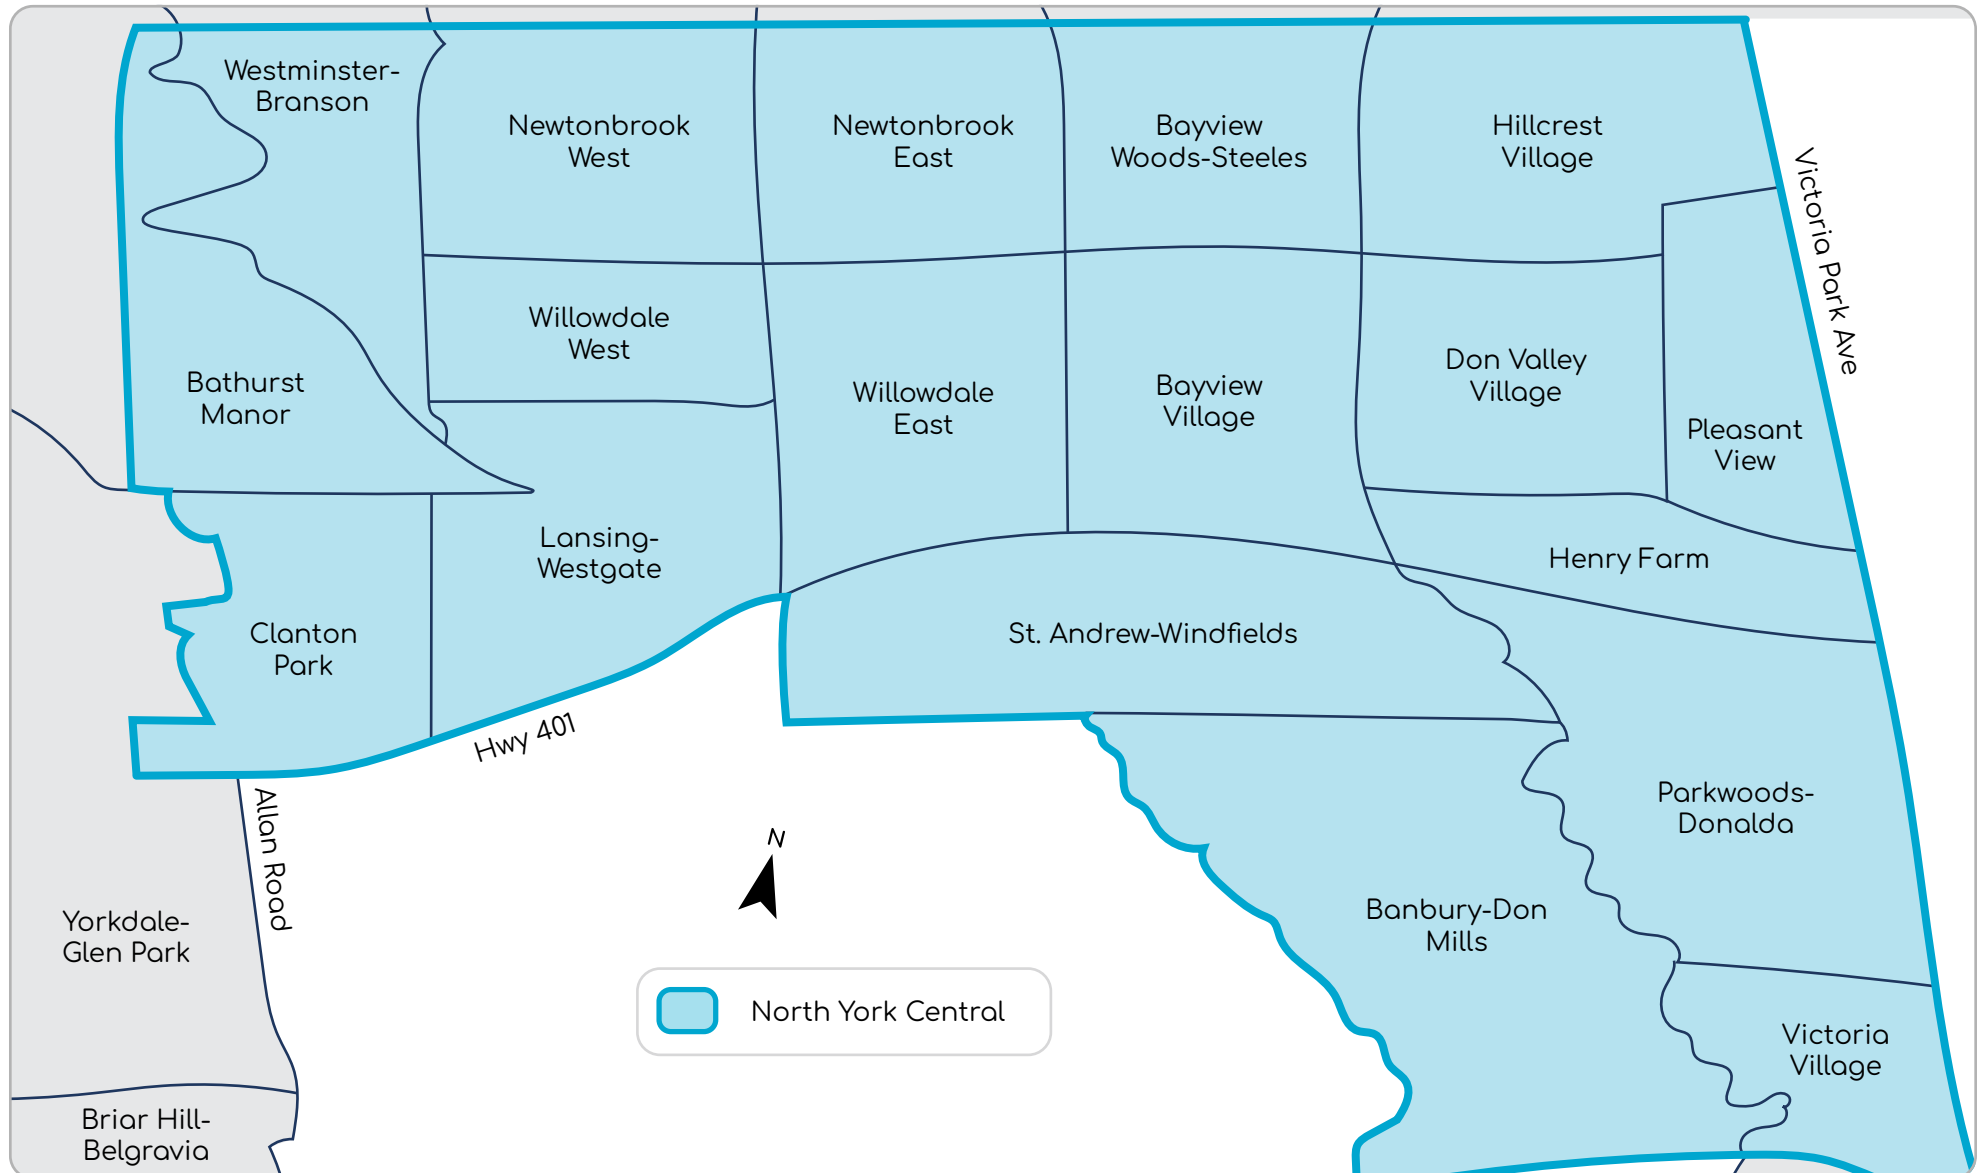 Westminster-
Branson
Newtonbrook
West
Newtonbrook
East
Bayview
Woods-Steeles
Hillcrest
Village
Victoria Park Ave
Willowdale
West
Bathurst
Manor
Willowdale
East
Bayview
Village
Don Valley
Village
Pleasant
View
Lansing-
Westgate
Henry Farm
Clanton
Park
St. Andrew-Windfields
Hwy 401
Allan Road
N
Parkwoods-
Donalda
Yorkdale-
Glen Park
Banbury-Don
Mills
North York Central
Victoria
Village
Briar Hill-
Belgravia